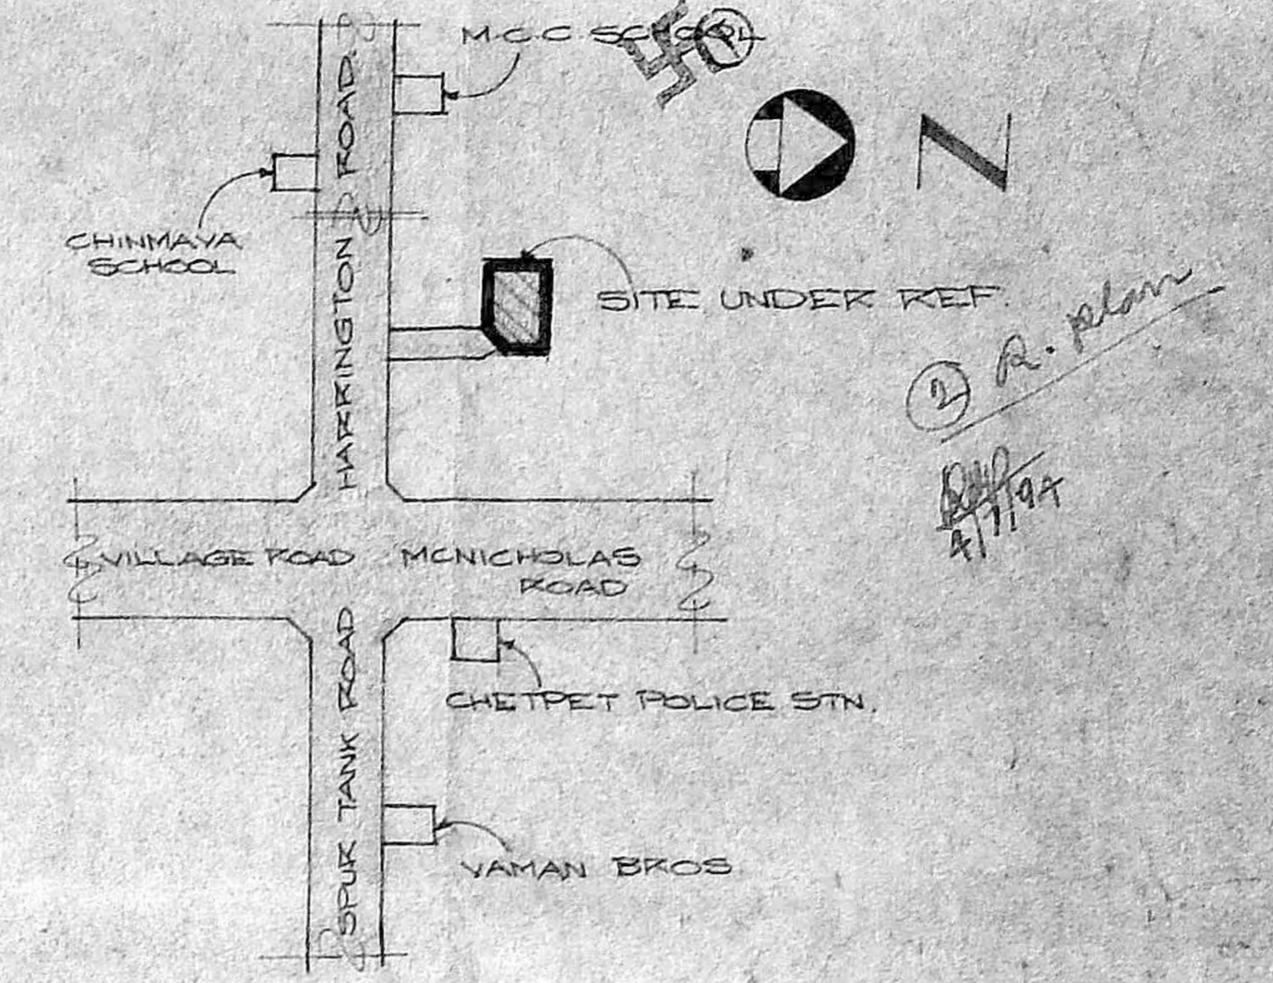 M.C.C. SCHOOL
N
HARRINGTON ROAD.
CHINMAYA
SCHOOL
SITE UNDER REF.
2 R. plan
4/7/94
VILLAGE ROAD
MCNICHOLAS
ROAD
SPUR TANK ROAD
CHETPET POLICE STN.
VAMAN BROS